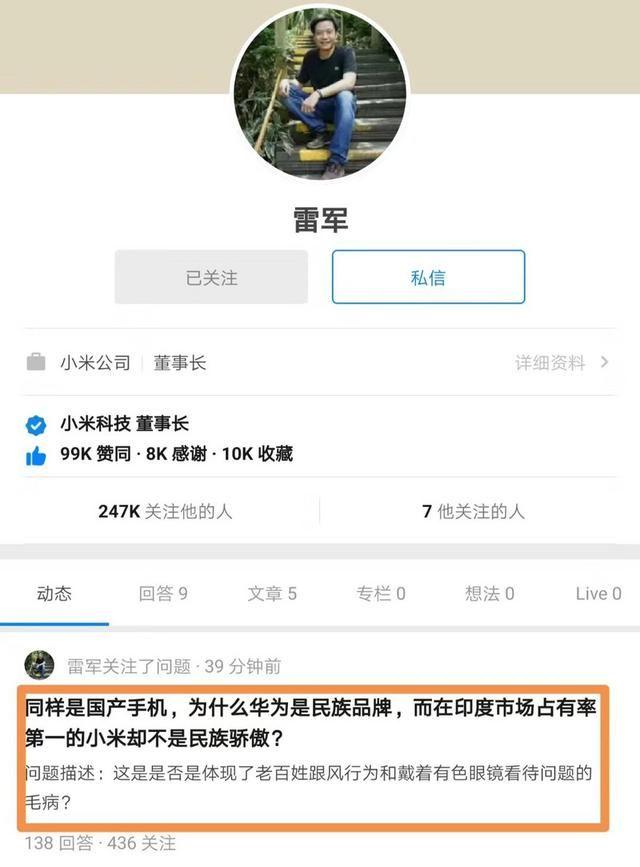 雷军
已关注
私信
小米公司 董事长
详细资料
小米科技 董事长
99K 赞同 · 8K 感谢 · 10K 收藏
247K 关注他的人
7 他关注的人
动态
回答 9
文章 5
专栏 0
想法 0
Live 0
雷军关注了问题 · 39 分钟前
同样是国产手机，为什么华为是民族品牌，而在印度市场占有率
第一的小米却不是民族骄傲？
问题描述：这是是否是体现了老百姓跟风行为和戴着有色眼镜看待问题的
毛病？
138 回答 · 436 关注